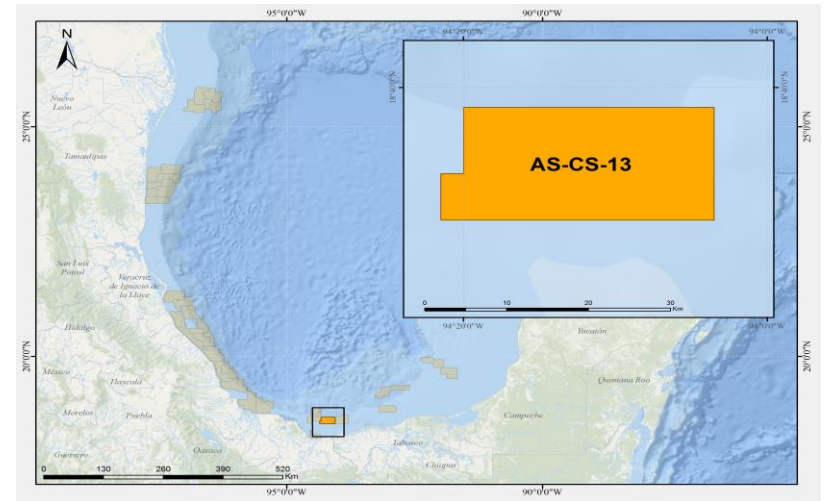 95°0'0"W 90°0'0"W
N
94°20'0"W 94°0'0"W
18°40'0"N 18°40'0"N
Nuevo
León
25°0'0"N 25°0'0"N
Tamaulipas
AS-CS-13
San Luis
Potosí
Veracruz
de Ignacio de
la Llave
0 10 20 30
Km
94°20'0"W 94°0'0"W
Hidalgo
Yucatán
20°0'0"N 20°0'0"N
México
Tlaxcala
Quintana Roo
Morelos
Puebla
Campeche
Guerrero
Oaxaca
Tabasco
Chiapas
0 130 260 390 520
Km
95°0'0"W 90°0'0"W